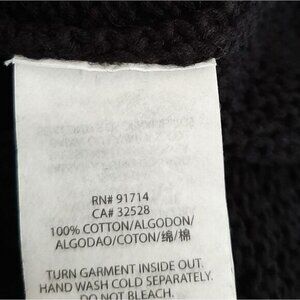 RN# 91714
CA# 32528
100% COTTON/ALGODON/
ALGODAO/COTON/绵/棉
TURN GARMENT INSIDE OUT.
HAND WASH COLD SEPARATELY.
DO NOT BLEACH.